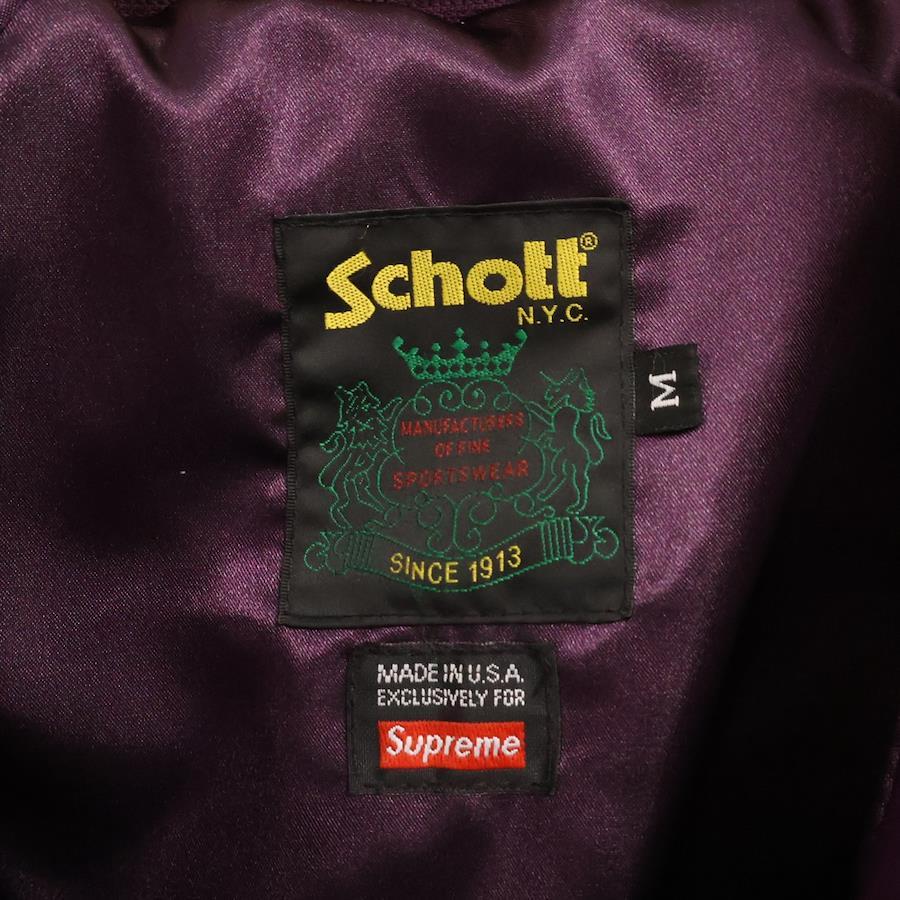 Schott®
N.Y.C.
MANUFACTURERS
OF FINE
SPORTSWEAR
SINCE 1913
M
MADE IN U.S.A.
EXCLUSIVELY FOR
Supreme